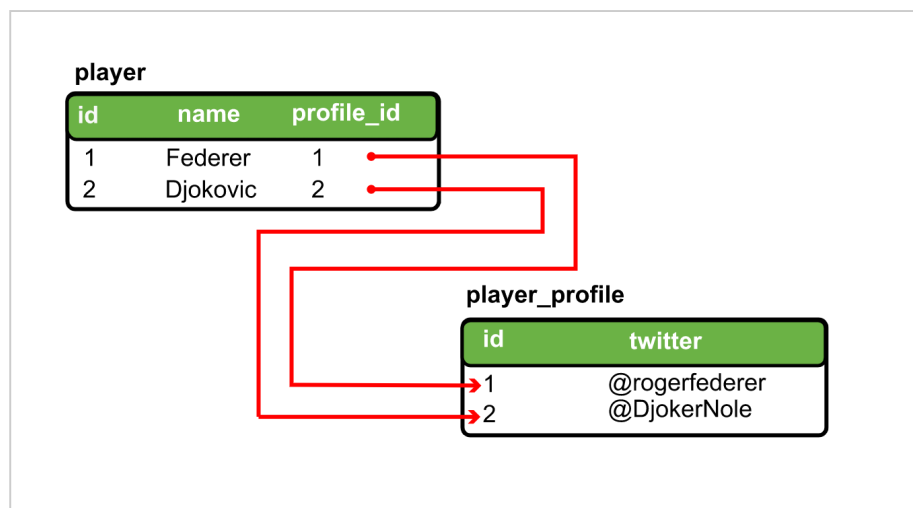 player
id name profile_id
1 Federer 1
2 Djokovic 2
player_profile
id twitter
1 @rogerfederer
2 @DjokerNole